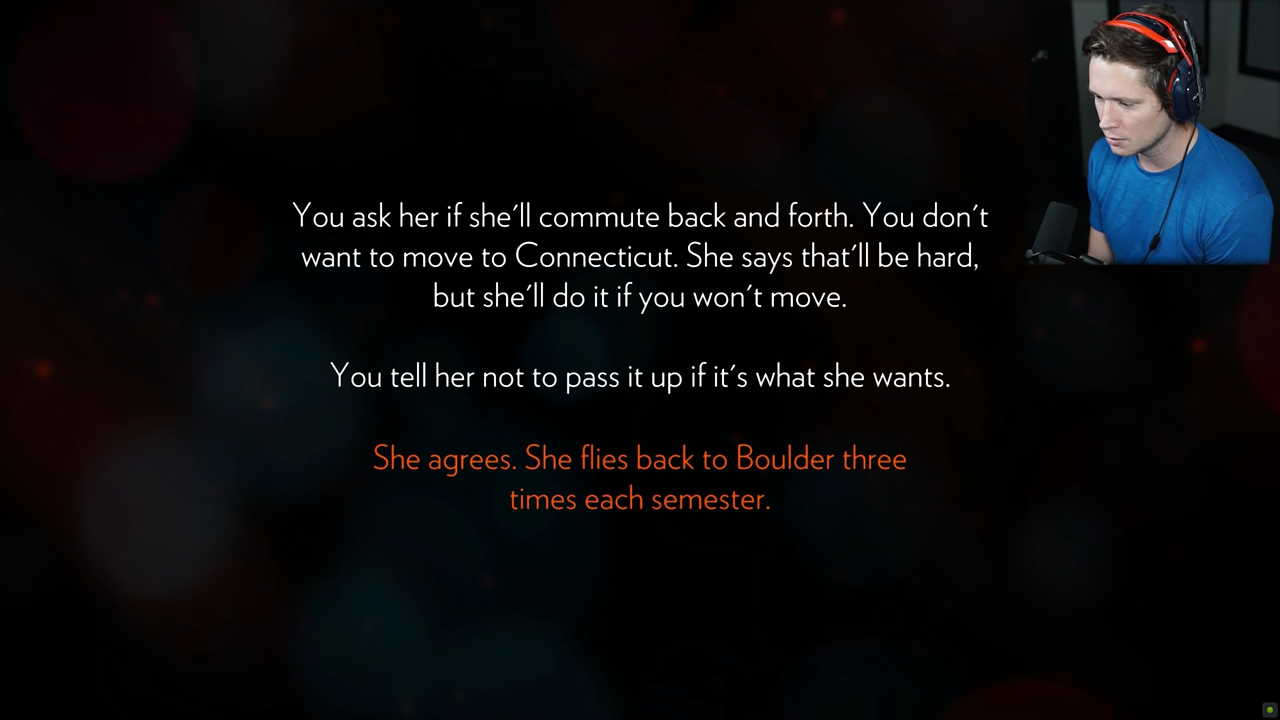 You ask her if she'll commute back and forth. You don't
want to move to Connecticut. She says that'll be hard,
but she'll do it if you won't move.
You tell her not to pass it up if it's what she wants.
She agrees. She flies back to Boulder three
times each semester.